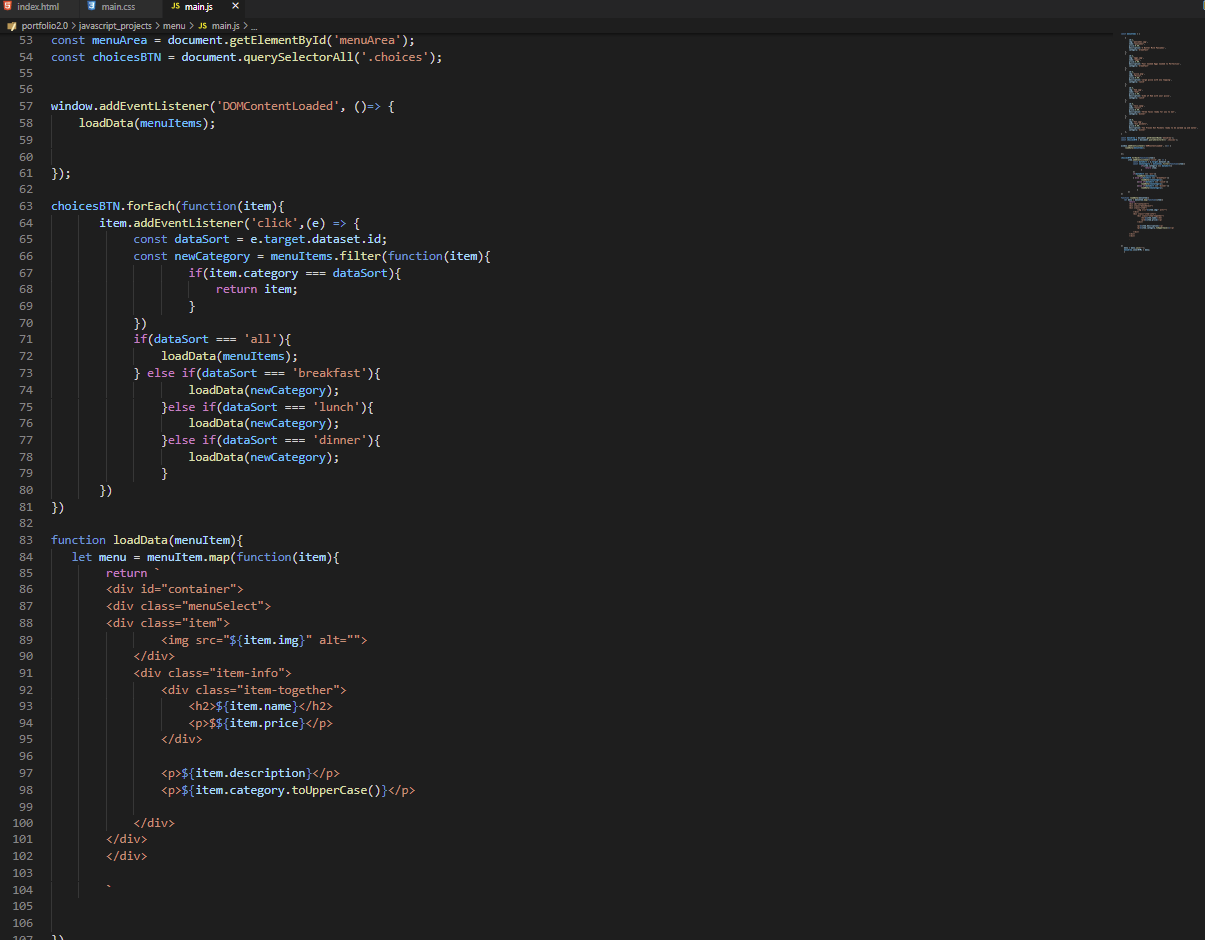 index.html main.css JS main.js ×
portfolio2.0 > javascript_projects > menu > JS main.js > ...
53 const menuArea = document.getElementById('menuArea');
54 const choicesBTN = document.querySelectorAll('.choices');
55
56
57 window.addEventListener('DOMContentLoaded', ()=> {
58     loadData(menuItems);
59
60
61 });
62
63 choicesBTN.forEach(function(item){
64        item.addEventListener('click',(e) => {
65             const dataSort = e.target.dataset.id;
66             const newCategory = menuItems.filter(function(item){
67                     if(item.category === dataSort){
68                         return item;
69                     }
70             })
71             if(dataSort === 'all'){
72                 loadData(menuItems);
73             } else if(dataSort === 'breakfast'){
74                     loadData(newCategory);
75                 }else if(dataSort === 'lunch'){
76                     loadData(newCategory);
77                 }else if(dataSort === 'dinner'){
78                     loadData(newCategory);
79                 }
80        })
81 })
82
83 function loadData(menuItem){
84    let menu = menuItem.map(function(item){
85         return `
86         <div id="container">
87         <div class="menuSelect">
88         <div class="item">
89                 <img src="${item.img}" alt="">
90             </div>
91             <div class="item-info">
92                 <div class="item-together">
93                     <h2>${item.name}</h2>
94                     <p>$${item.price}</p>
95                 </div>
96
97                 <p>${item.description}</p>
98                 <p>${item.category.toUpperCase()}</p>
99
100             </div>
101         </div>
102         </div>
103
104         `
105
106
107 })